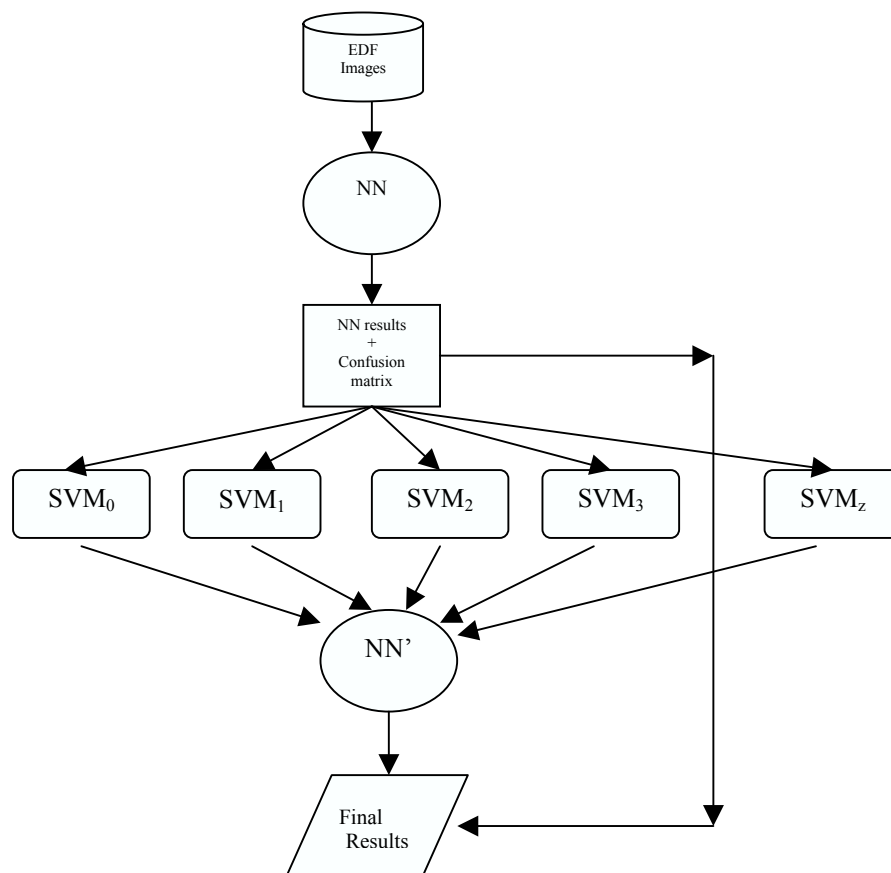 EDF
Images
NN
NN results
+
Confusion
matrix
SVM₀ SVM₁ SVM₂ SVM₃ SVMz
NN’
Final
Results